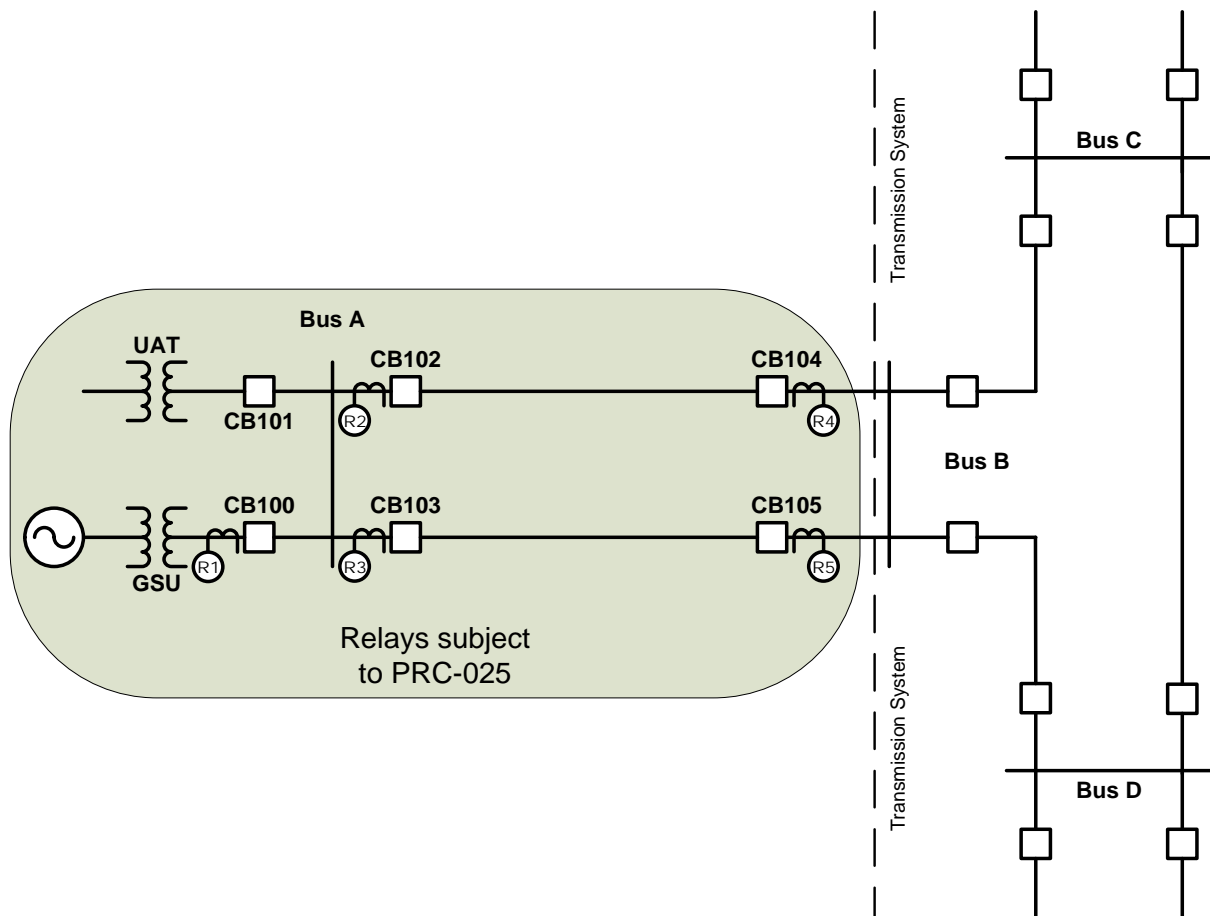 Bus C
Transmission System
Bus A
UAT
CB102
CB104
CB101
R2
R4
Bus B
CB100
CB103
CB105
R1
R3
R5
GSU
Relays subject
to PRC-025
Transmission System
Bus D